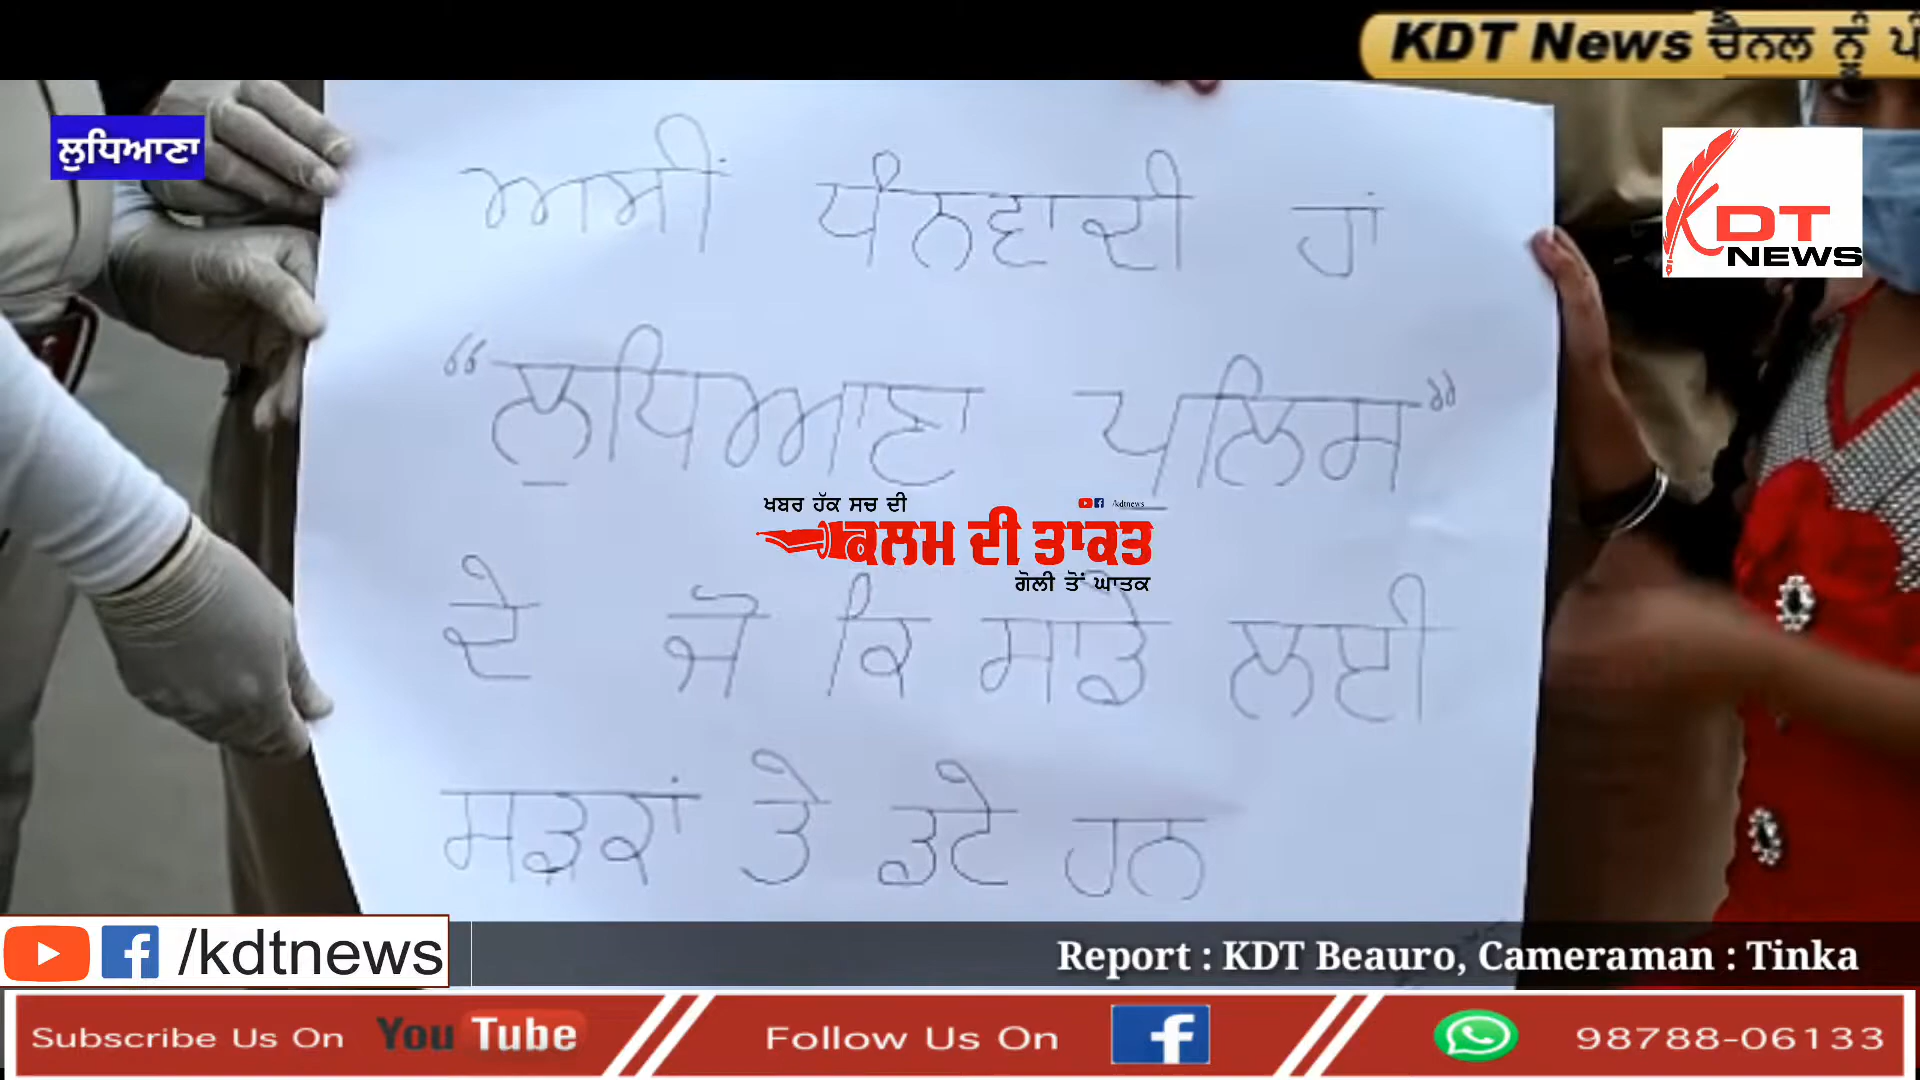 KDT News ਚੈਨਲ ਨੂੰ
ਲੁਧਿਆਣਾ
KDT
NEWS
ਅਸੀਂ ਧੰਨਵਾਦੀ ਹਾਂ
“ਲੁਧਿਆਣਾ ਪੁਲਿਸ”
ਖਬਰ ਹੱਕ ਸਚ ਦੀ
/kdtnews
ਕਲਮ ਦੀ ਤਾਕਤ
ਗੋਲੀ ਤੋਂ ਘਾਤਕ
ਦੇ ਜੋ ਕਿ ਸਾਡੇ ਲਈ
ਸੜਕਾਂ ਤੇ ਡਟੇ ਹਨ
/kdtnews
Report : KDT Beauro, Cameraman : Tinka
Subscribe Us On YouTube Follow Us On 98788-06133